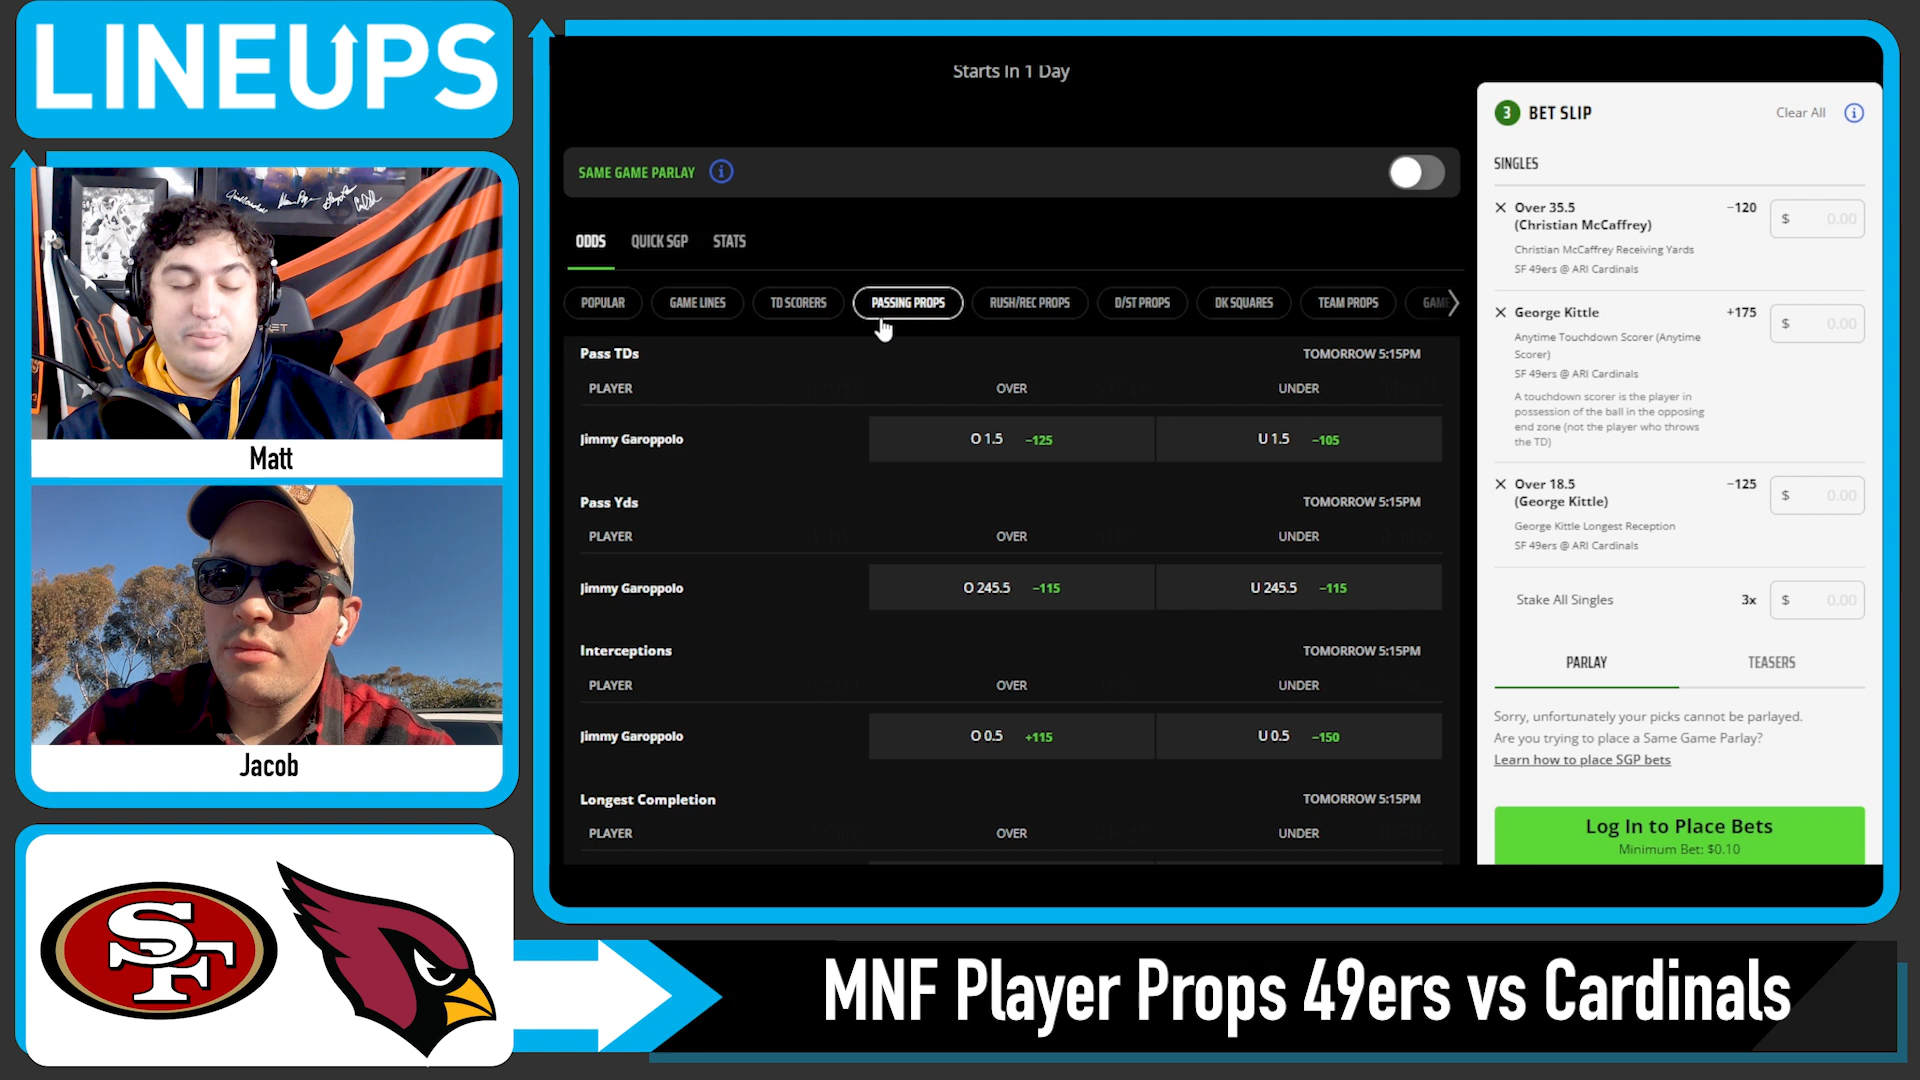 LINEUPS
Matt
Jacob
SF
Starts In 1 Day
SAME GAME PARLAY
ODDS QUICK SGP STATS
POPULAR GAME LINES TD SCORERS PASSING PROPS RUSH/REC PROPS D/ST PROPS DK SQUARES TEAM PROPS GAME
Pass TDs TOMORROW 5:15PM
PLAYER OVER UNDER
Jimmy Garoppolo O 1.5 −125 U 1.5 −105
Pass Yds TOMORROW 5:15PM
PLAYER OVER UNDER
Jimmy Garoppolo O 245.5 −115 U 245.5 −115
Interceptions TOMORROW 5:15PM
PLAYER OVER UNDER
Jimmy Garoppolo O 0.5 +115 U 0.5 −150
Longest Completion TOMORROW 5:15PM
PLAYER OVER UNDER
3 BET SLIP Clear All
SINGLES
Over 35.5 −120 $ 0.00
(Christian McCaffrey)
Christian McCaffrey Receiving Yards
SF 49ers @ ARI Cardinals
George Kittle +175 $ 0.00
Anytime Touchdown Scorer (Anytime
Scorer)
SF 49ers @ ARI Cardinals
A touchdown scorer is the player in
possession of the ball in the opposing
end zone (not the player who throws
the TD)
Over 18.5 −125 $ 0.00
(George Kittle)
George Kittle Longest Reception
SF 49ers @ ARI Cardinals
Stake All Singles 3x $ 0.00
PARLAY TEASERS
Sorry, unfortunately your picks cannot be parlayed.
Are you trying to place a Same Game Parlay?
Learn how to place SGP bets
Log In to Place Bets
Minimum Bet: $0.10
MNF Player Props 49ers vs Cardinals